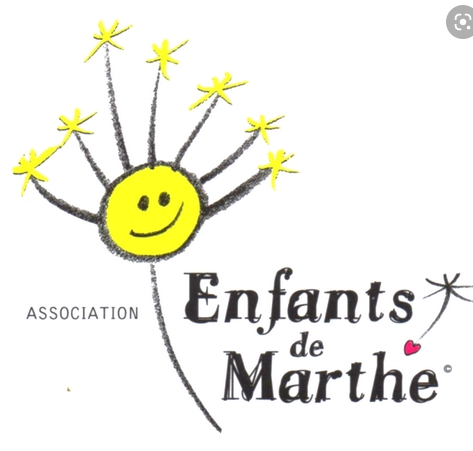 ASSOCIATION
Enfants
de
Marthe©